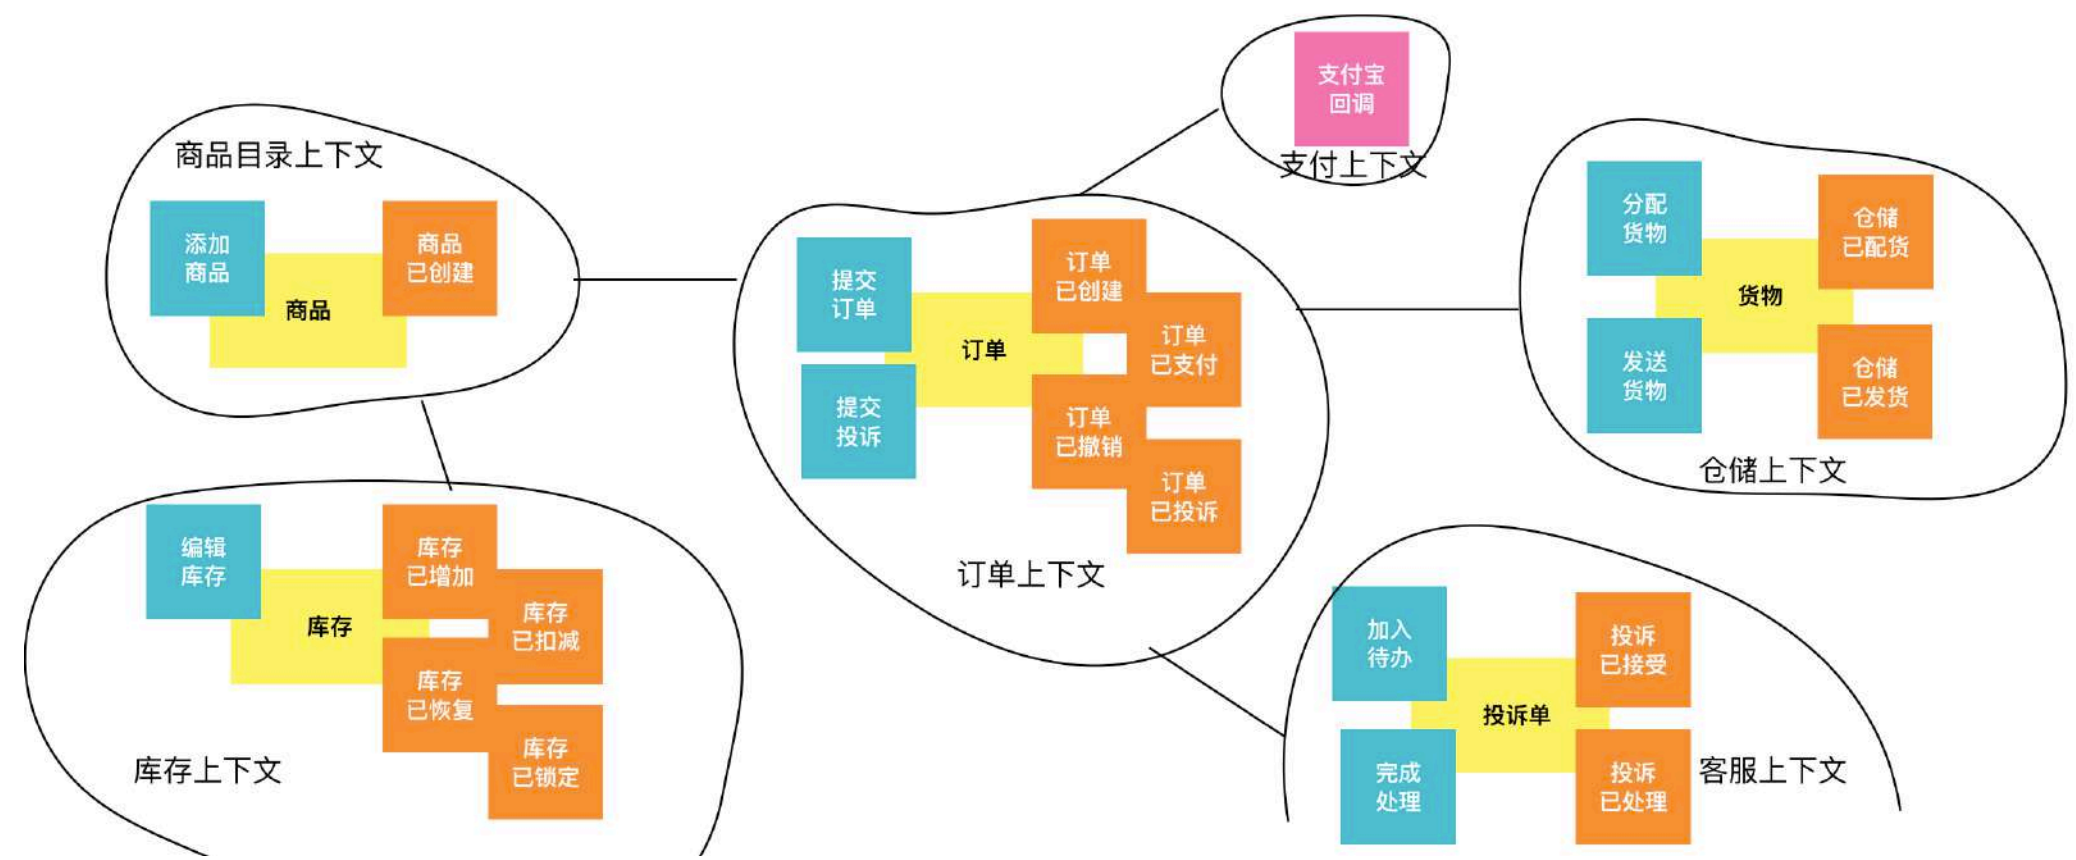 支付宝
回调
支付上下文
商品目录上下文
添加
商品
商品
商品
已创建
提交
订单
提交
投诉
订单
订单
已创建
订单
已支付
订单
已撤销
订单
已投诉
订单上下文
分配
货物
发送
货物
货物
仓储
已配货
仓储
已发货
仓储上下文
编辑
库存
库存
库存
已增加
库存
已扣减
库存
已恢复
库存
已锁定
库存上下文
加入
待办
完成
处理
投诉单
投诉
已接受
投诉
已处理
客服上下文